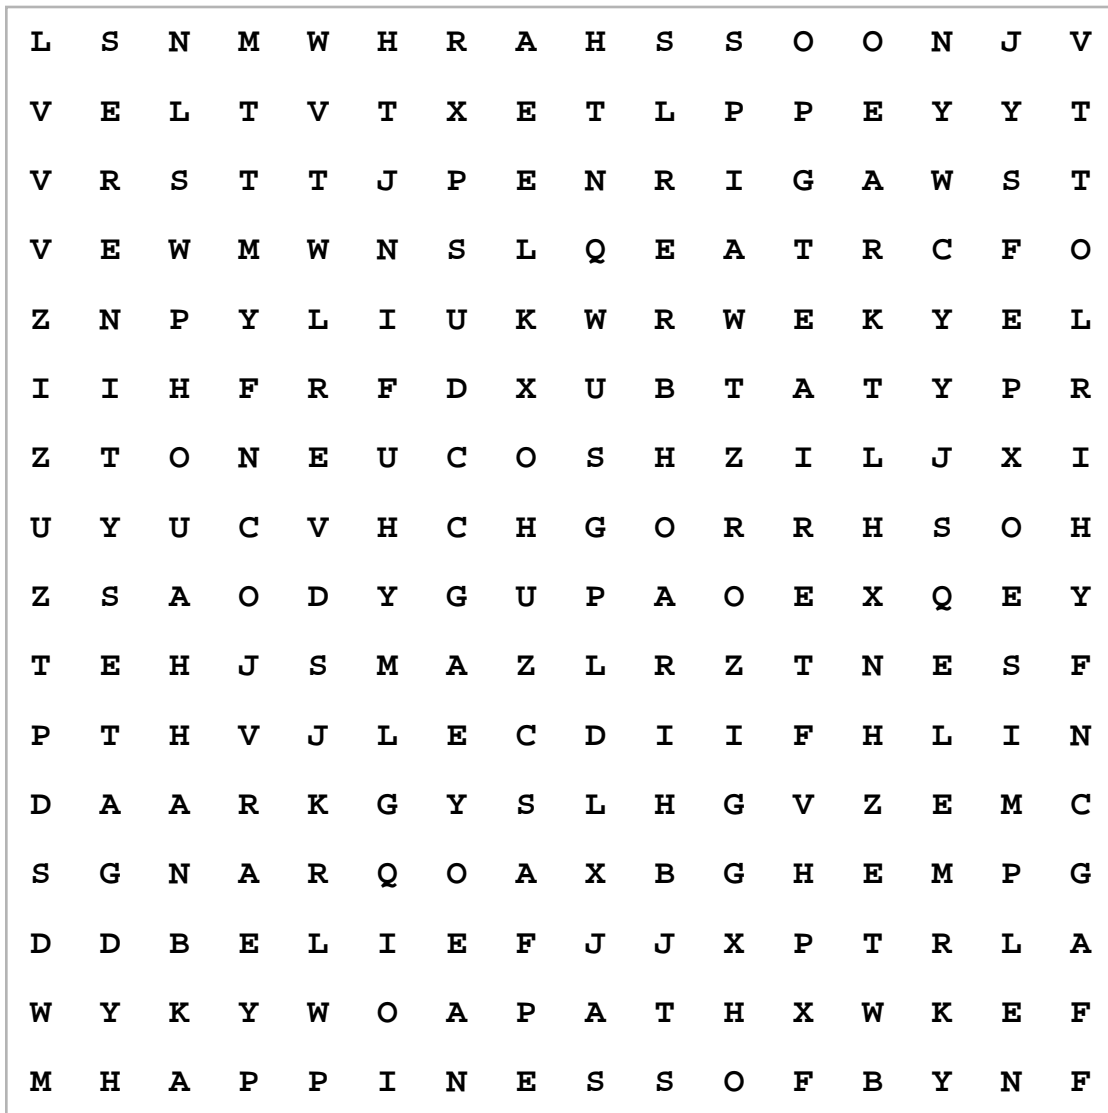 L S N M W H R A H S S O O N J V
V E L T V T X E T L P P E Y Y T
V R S T T J P E N R I G A W S T
V E W M W N S L Q E A T R C F O
Z N P Y L I U K W R W E K Y E L
I I H F R F D X U B T A T Y P R
Z T O N E U C O S H Z I L J X I
U Y U C V H C H G O R R H S O H
Z S A O D Y G U P A O E X Q E Y
T E H J S M A Z L R Z T N E S F
P T H V J L E C D I I F H L I N
D A A R K G Y S L H G V Z E M C
S G N A R Q O A X B G H E M P G
D D B E L I E F J J X P T R L A
W Y K Y W O A P A T H X W K E F
M H A P P I N E S S O F B Y N F